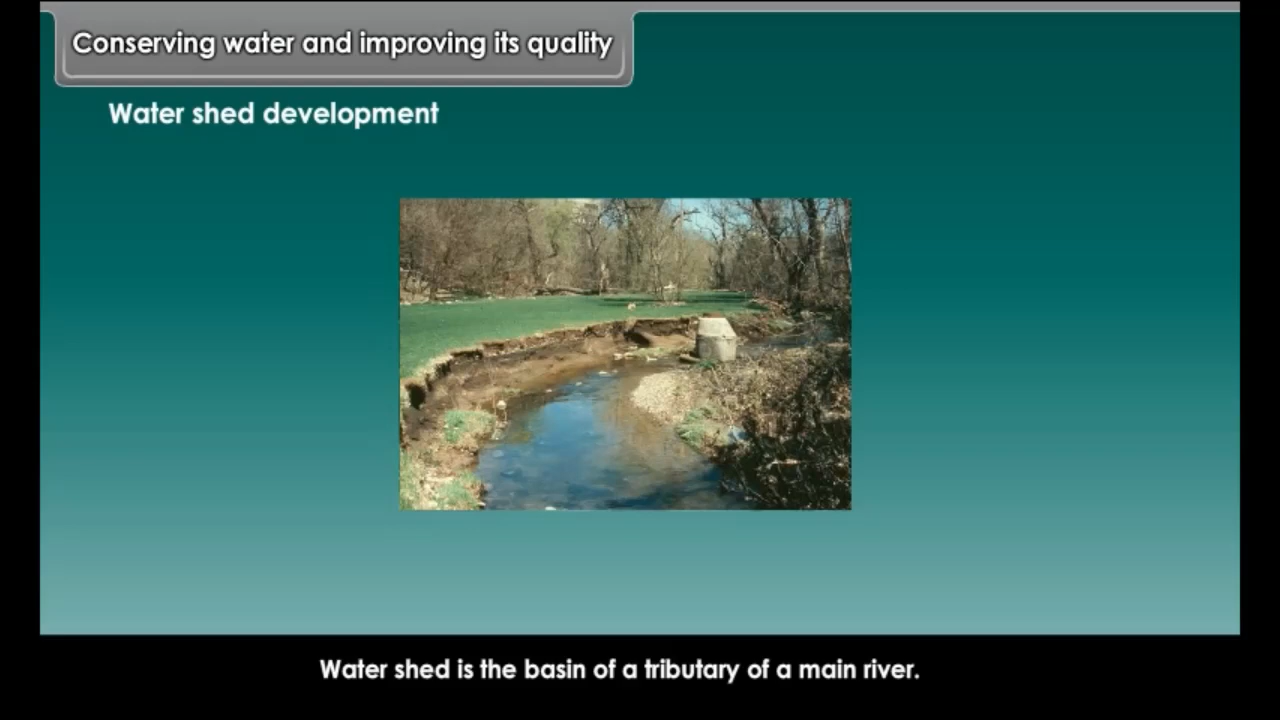 Conserving water and improving its quality
Water shed development
Water shed is the basin of a tributary of a main river.